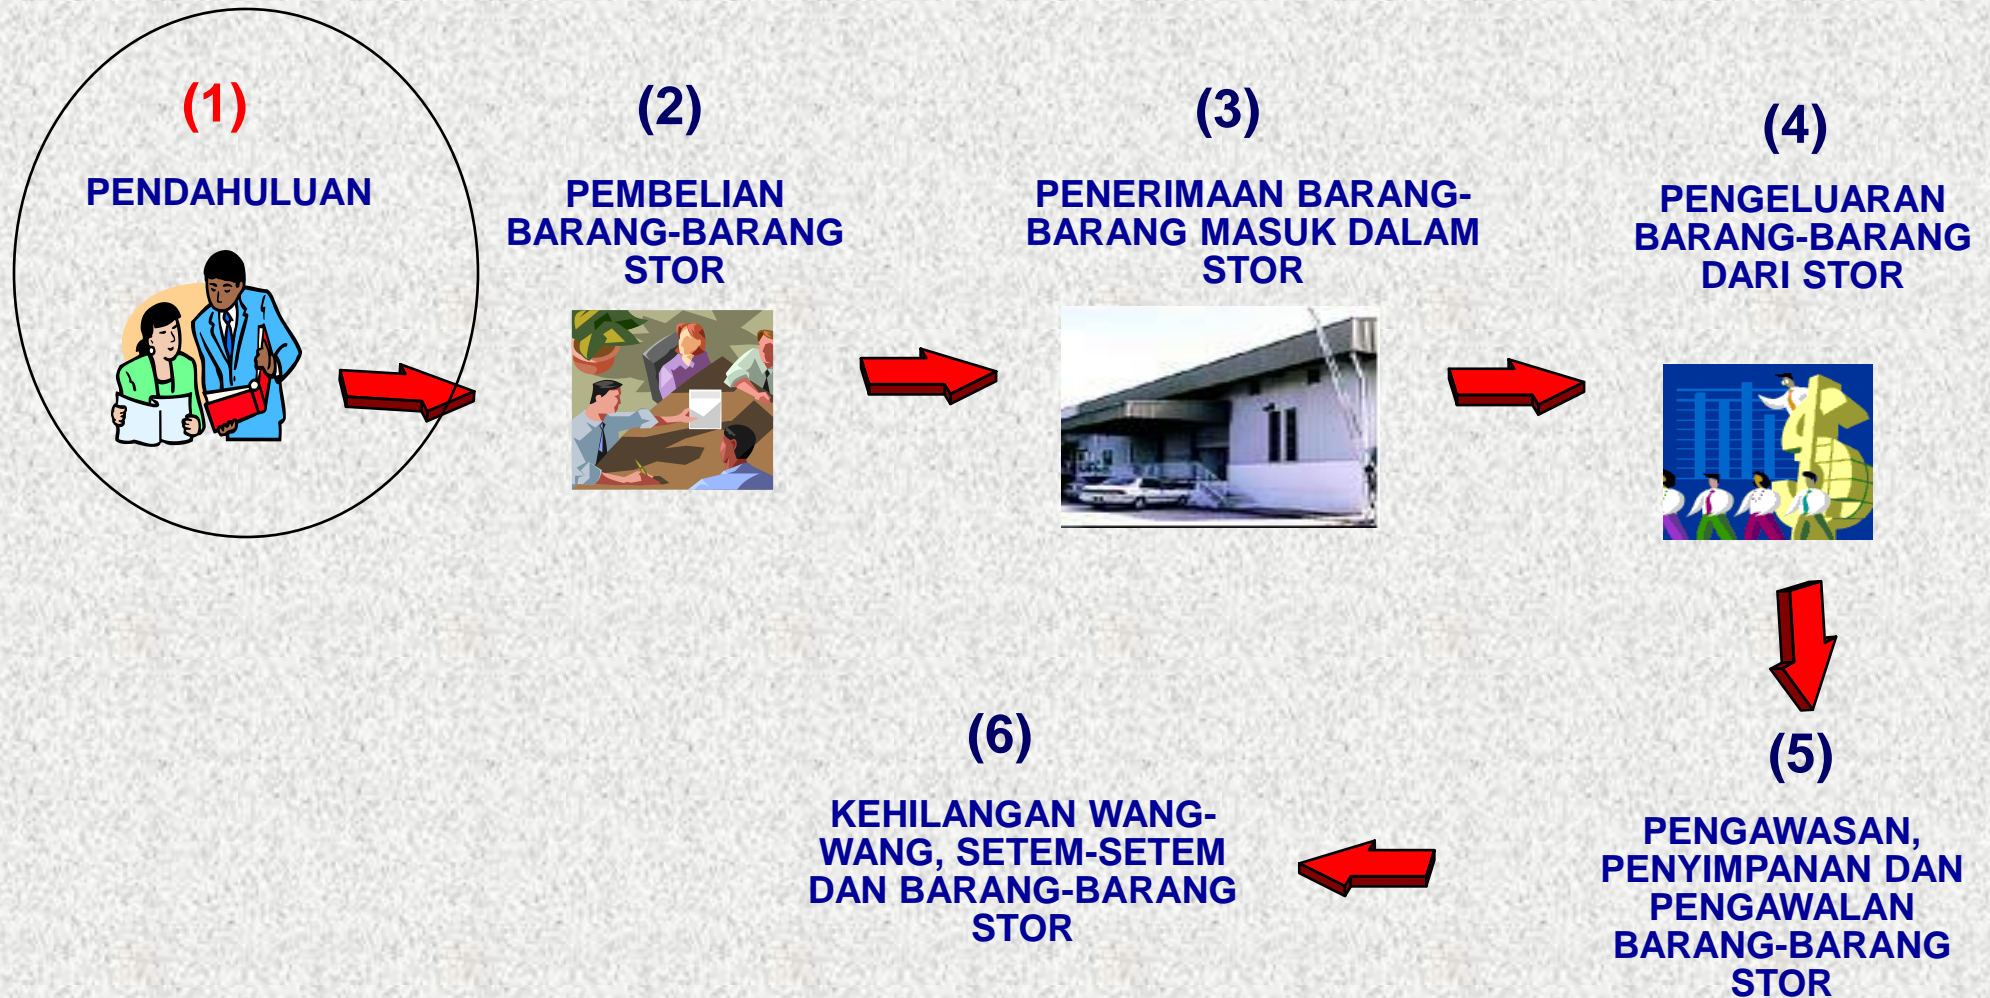 (1)
PENDAHULUAN
(2)
PEMBELIAN
BARANG-BARANG
STOR
(3)
PENERIMAAN BARANG-
BARANG MASUK DALAM
STOR
(4)
PENGELUARAN
BARANG-BARANG
DARI STOR
(5)
PENGAWASAN,
PENYIMPANAN DAN
PENGAWALAN
BARANG-BARANG
STOR
(6)
KEHILANGAN WANG-
WANG, SETEM-SETEM
DAN BARANG-BARANG
STOR